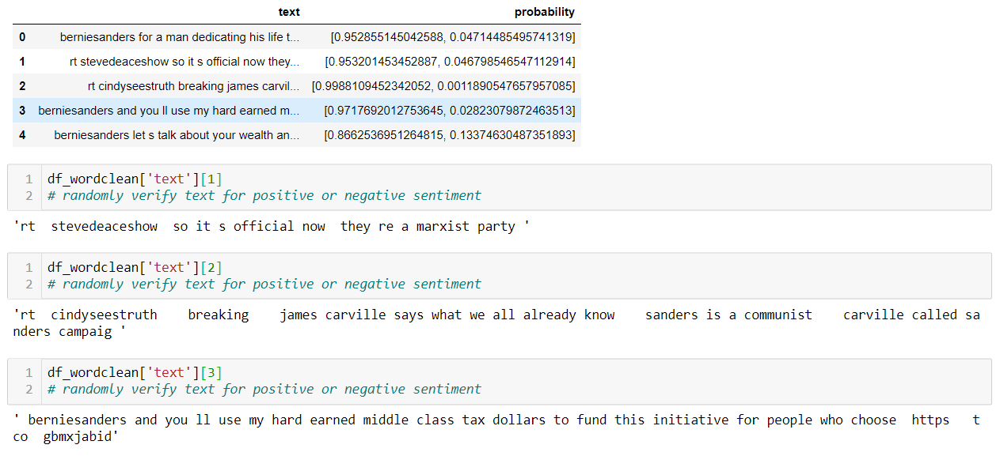 text probability
0 berniesanders for a man dedicating his life t... [0.952855145042588, 0.04714485495741319]
1 rt stevedeaceshow so it s official now they... [0.953201453452887, 0.046798546547112914]
2 rt cindyseestruth breaking james carvil... [0.9988109452342052, 0.0011890547657957085]
3 berniesanders and you ll use my hard earned m... [0.9717692012753645, 0.02823079872463513]
4 berniesanders let s talk about your wealth an... [0.8662536951264815, 0.13374630487351893]
1 df_wordclean['text'][1]
2 # randomly verify text for positive or negative sentiment
'rt  stevedeaceshow  so it s official now  they re a marxist party '
1 df_wordclean['text'][2]
2 # randomly verify text for positive or negative sentiment
'rt  cindyseestruth    breaking    james carville says what we all already know    sanders is a communist    carville called sa
nders campaig '
1 df_wordclean['text'][3]
2 # randomly verify text for positive or negative sentiment
' berniesanders and you ll use my hard earned middle class tax dollars to fund this initiative for people who choose  https   t
co  gbmxjabid'